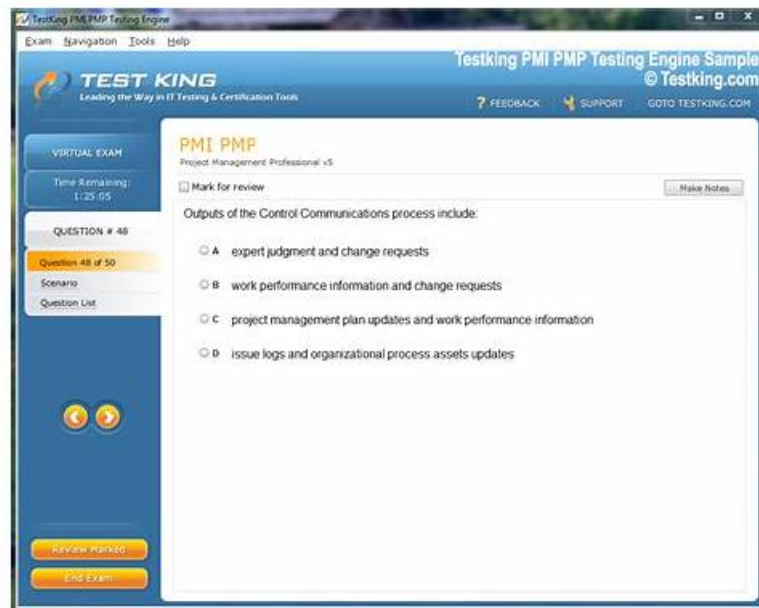 TestKing PMI PMP Testing Engine
Exam Navigation Tools Help
Testking PMI PMP Testing Engine Sample
© Testking.com
TEST KING
Leading the Way in IT Testing & Certification Tools
? FEEDBACK SUPPORT GOTO TESTKING.COM
VIRTUAL EXAM
Time Remaining:
1:25:05
QUESTION # 48
Question 48 of 50
Scenario
Question List
Review Marked
End Exam
PMI PMP
Project Management Professional v5
Mark for review
Make Notes
Outputs of the Control Communications process include:
A expert judgment and change requests
B work performance information and change requests
C project management plan updates and work performance information
D issue logs and organizational process assets updates